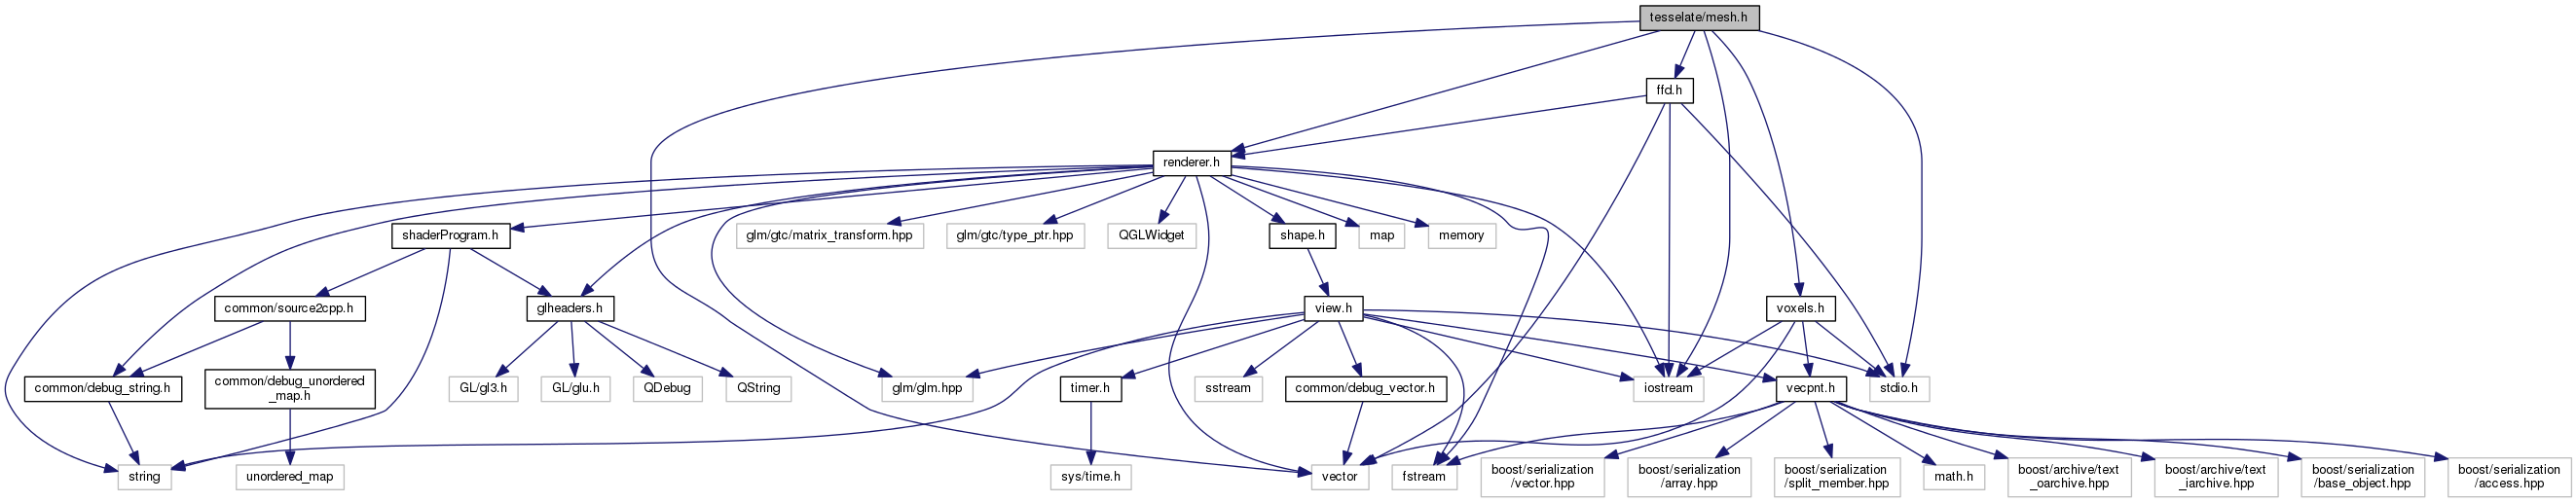 tesselate/mesh.h
ffd.h
renderer.h
shaderProgram.h
glm/gtc/matrix_transform.hpp
glm/gtc/type_ptr.hpp
QGLWidget
shape.h
map
memory
common/source2cpp.h
glheaders.h
view.h
voxels.h
common/debug_string.h
common/debug_unordered
_map.h
GL/gl3.h
GL/glu.h
QDebug
QString
glm/glm.hpp
timer.h
sstream
common/debug_vector.h
iostream
vecpnt.h
stdio.h
string
unordered_map
sys/time.h
vector
fstream
boost/serialization
/vector.hpp
boost/serialization
/array.hpp
boost/serialization
/split_member.hpp
math.h
boost/archive/text
_oarchive.hpp
boost/archive/text
_iarchive.hpp
boost/serialization
/base_object.hpp
boost/serialization
/access.hpp